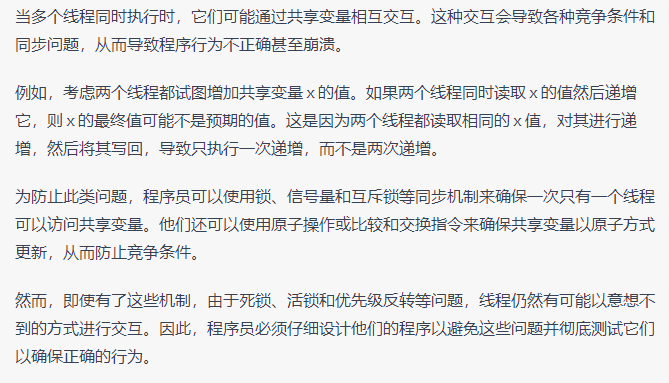 当多个线程同时执行时，它们可能通过共享变量相互交互。这种交互会导致各种竞争条件和
同步问题，从而导致程序行为不正确甚至崩溃。
例如，考虑两个线程都试图增加共享变量 x 的值。如果两个线程同时读取 x 的值然后递增
它，则 x 的最终值可能不是预期的值。这是因为两个线程都读取相同的 x 值，对其进行递
增，然后将其写回，导致只执行一次递增，而不是两次递增。
为防止此类问题，程序员可以使用锁、信号量和互斥锁等同步机制来确保一次只有一个线程
可以访问共享变量。他们还可以使用原子操作或比较和交换指令来确保共享变量以原子方式
更新，从而防止竞争条件。
然而，即使有了这些机制，由于死锁、活锁和优先级反转等问题，线程仍然有可能以意想不
到的方式进行交互。因此，程序员必须仔细设计他们的程序以避免这些问题并彻底测试它们
以确保正确的行为。